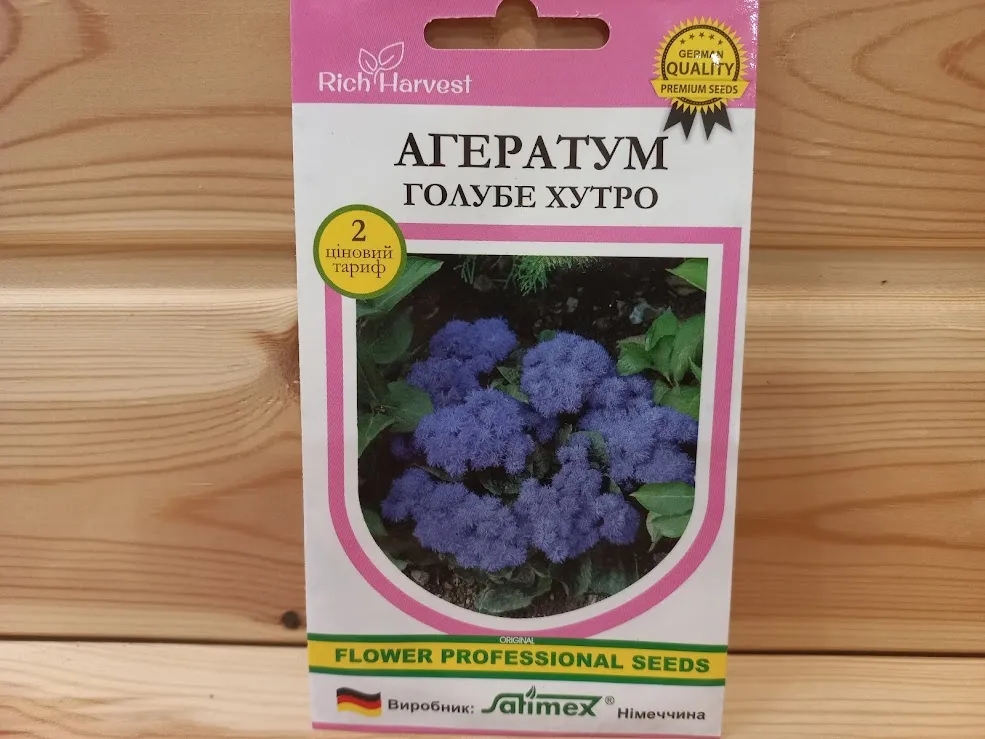 Rich Harvest
GERMAN
QUALITY
PREMIUM SEEDS
АГЕРАТУМ
ГОЛУБЕ ХУТРО
2
ціновий
тариф
ORIGINAL
FLOWER PROFESSIONAL SEEDS
Виробник: Satimex® Німеччина